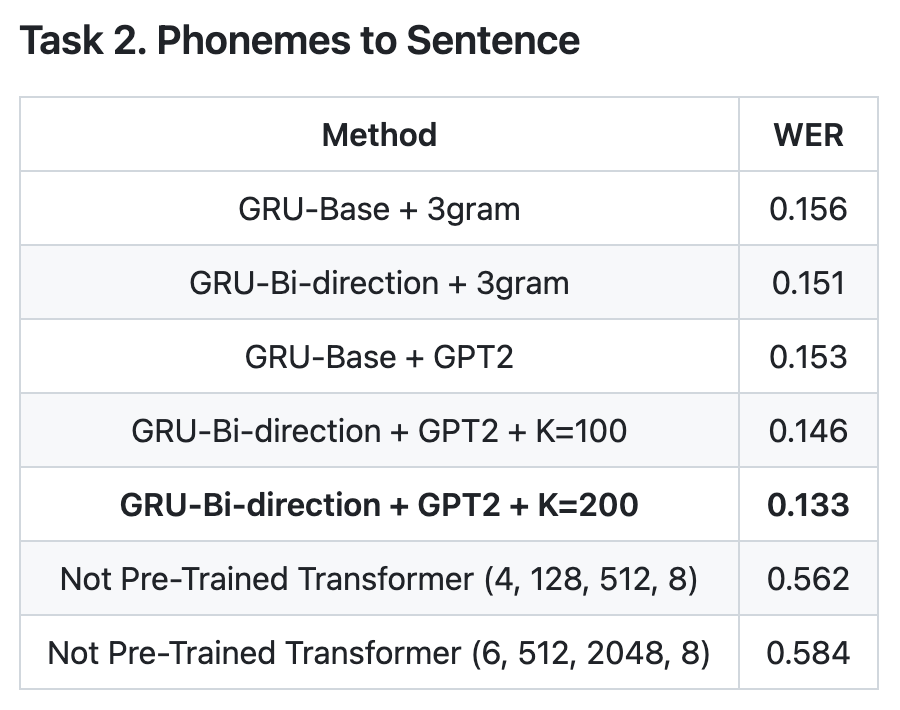 Task 2. Phonemes to Sentence
Method WER
GRU-Base + 3gram 0.156
GRU-Bi-direction + 3gram 0.151
GRU-Base + GPT2 0.153
GRU-Bi-direction + GPT2 + K=100 0.146
GRU-Bi-direction + GPT2 + K=200 0.133
Not Pre-Trained Transformer (4, 128, 512, 8) 0.562
Not Pre-Trained Transformer (6, 512, 2048, 8) 0.584